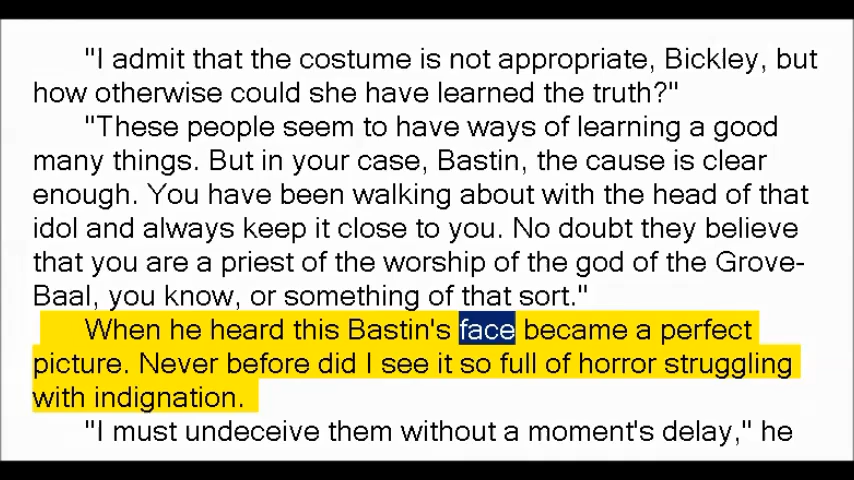 "I admit that the costume is not appropriate, Bickley, but
how otherwise could she have learned the truth?"
"These people seem to have ways of learning a good
many things. But in your case, Bastin, the cause is clear
enough. You have been walking about with the head of that
idol and always keep it close to you. No doubt they believe
that you are a priest of the worship of the god of the Grove-
Baal, you know, or something of that sort."
When he heard this Bastin's face became a perfect
picture. Never before did I see it so full of horror struggling
with indignation.
"I must undeceive them without a moment's delay," he